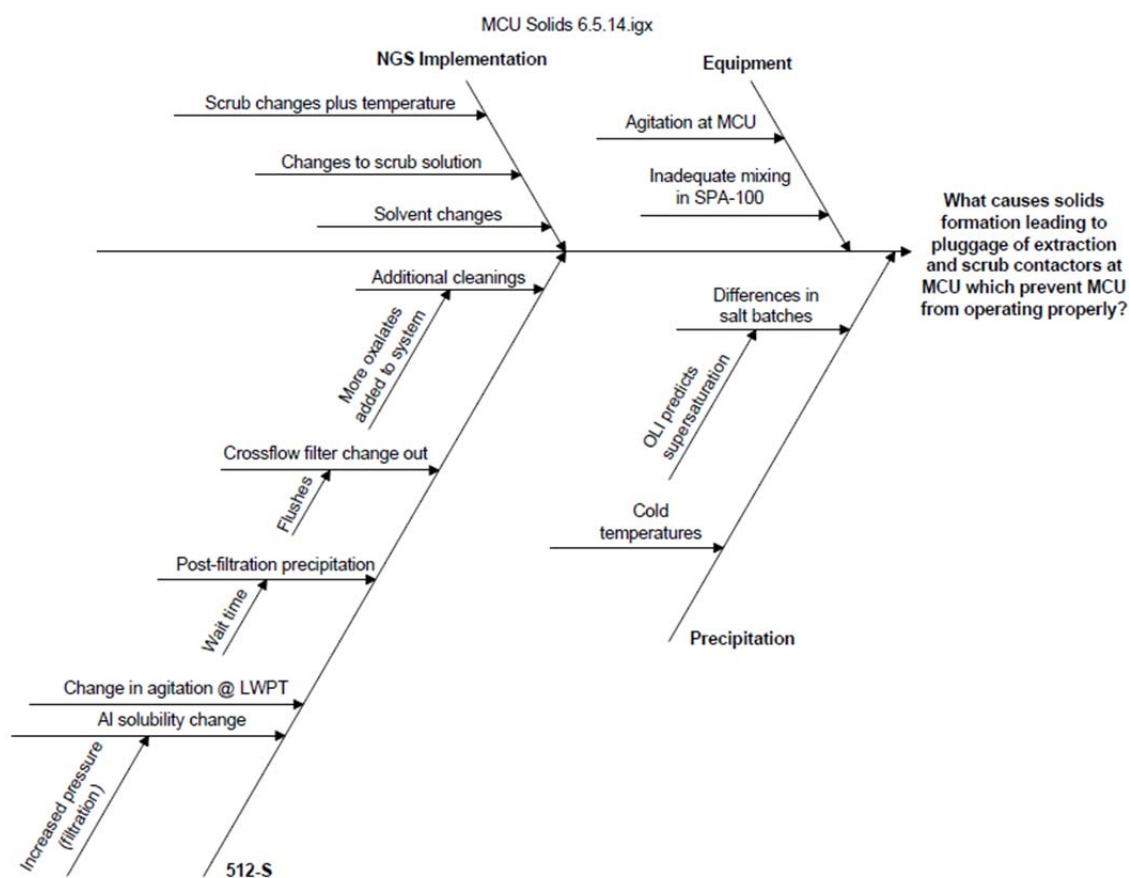 MCU Solids 6.5.14.igx
NGS Implementation
Equipment
Scrub changes plus temperature
Agitation at MCU
Changes to scrub solution
Inadequate mixing
in SPA-100
Solvent changes
What causes solids
formation leading to
pluggage of extraction
and scrub contactors at
MCU which prevent MCU
from operating properly?
Additional cleanings
More oxalates
added to system
Differences in
salt batches
OLI predicts
supersaturation
Crossflow filter change out
Flushes
Cold
temperatures
Post-filtration precipitation
Wait time
Precipitation
Change in agitation @ LWPT
Al solubility change
Increased pressure
(filtration)
512-S